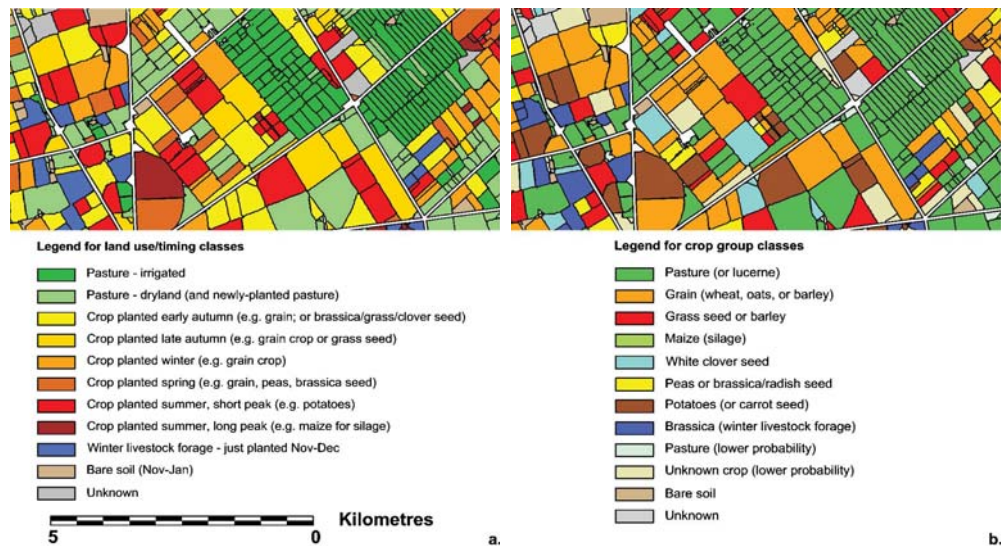 Legend for land use/timing classes
Pasture - irrigated
Pasture - dryland (and newly-planted pasture)
Crop planted early autumn (e.g. grain; or brassica/grass/clover seed)
Crop planted late autumn (e.g. grain crop or grass seed)
Crop planted winter (e.g. grain crop)
Crop planted spring (e.g. grain, peas, brassica seed)
Crop planted summer, short peak (e.g. potatoes)
Crop planted summer, long peak (e.g. maize for silage)
Winter livestock forage - just planted Nov-Dec
Bare soil (Nov-Jan)
Unknown
Kilometres
5 0
a.
Legend for crop group classes
Pasture (or lucerne)
Grain (wheat, oats, or barley)
Grass seed or barley
Maize (silage)
White clover seed
Peas or brassica/radish seed
Potatoes (or carrot seed)
Brassica (winter livestock forage)
Pasture (lower probability)
Unknown crop (lower probability)
Bare soil
Unknown
b.